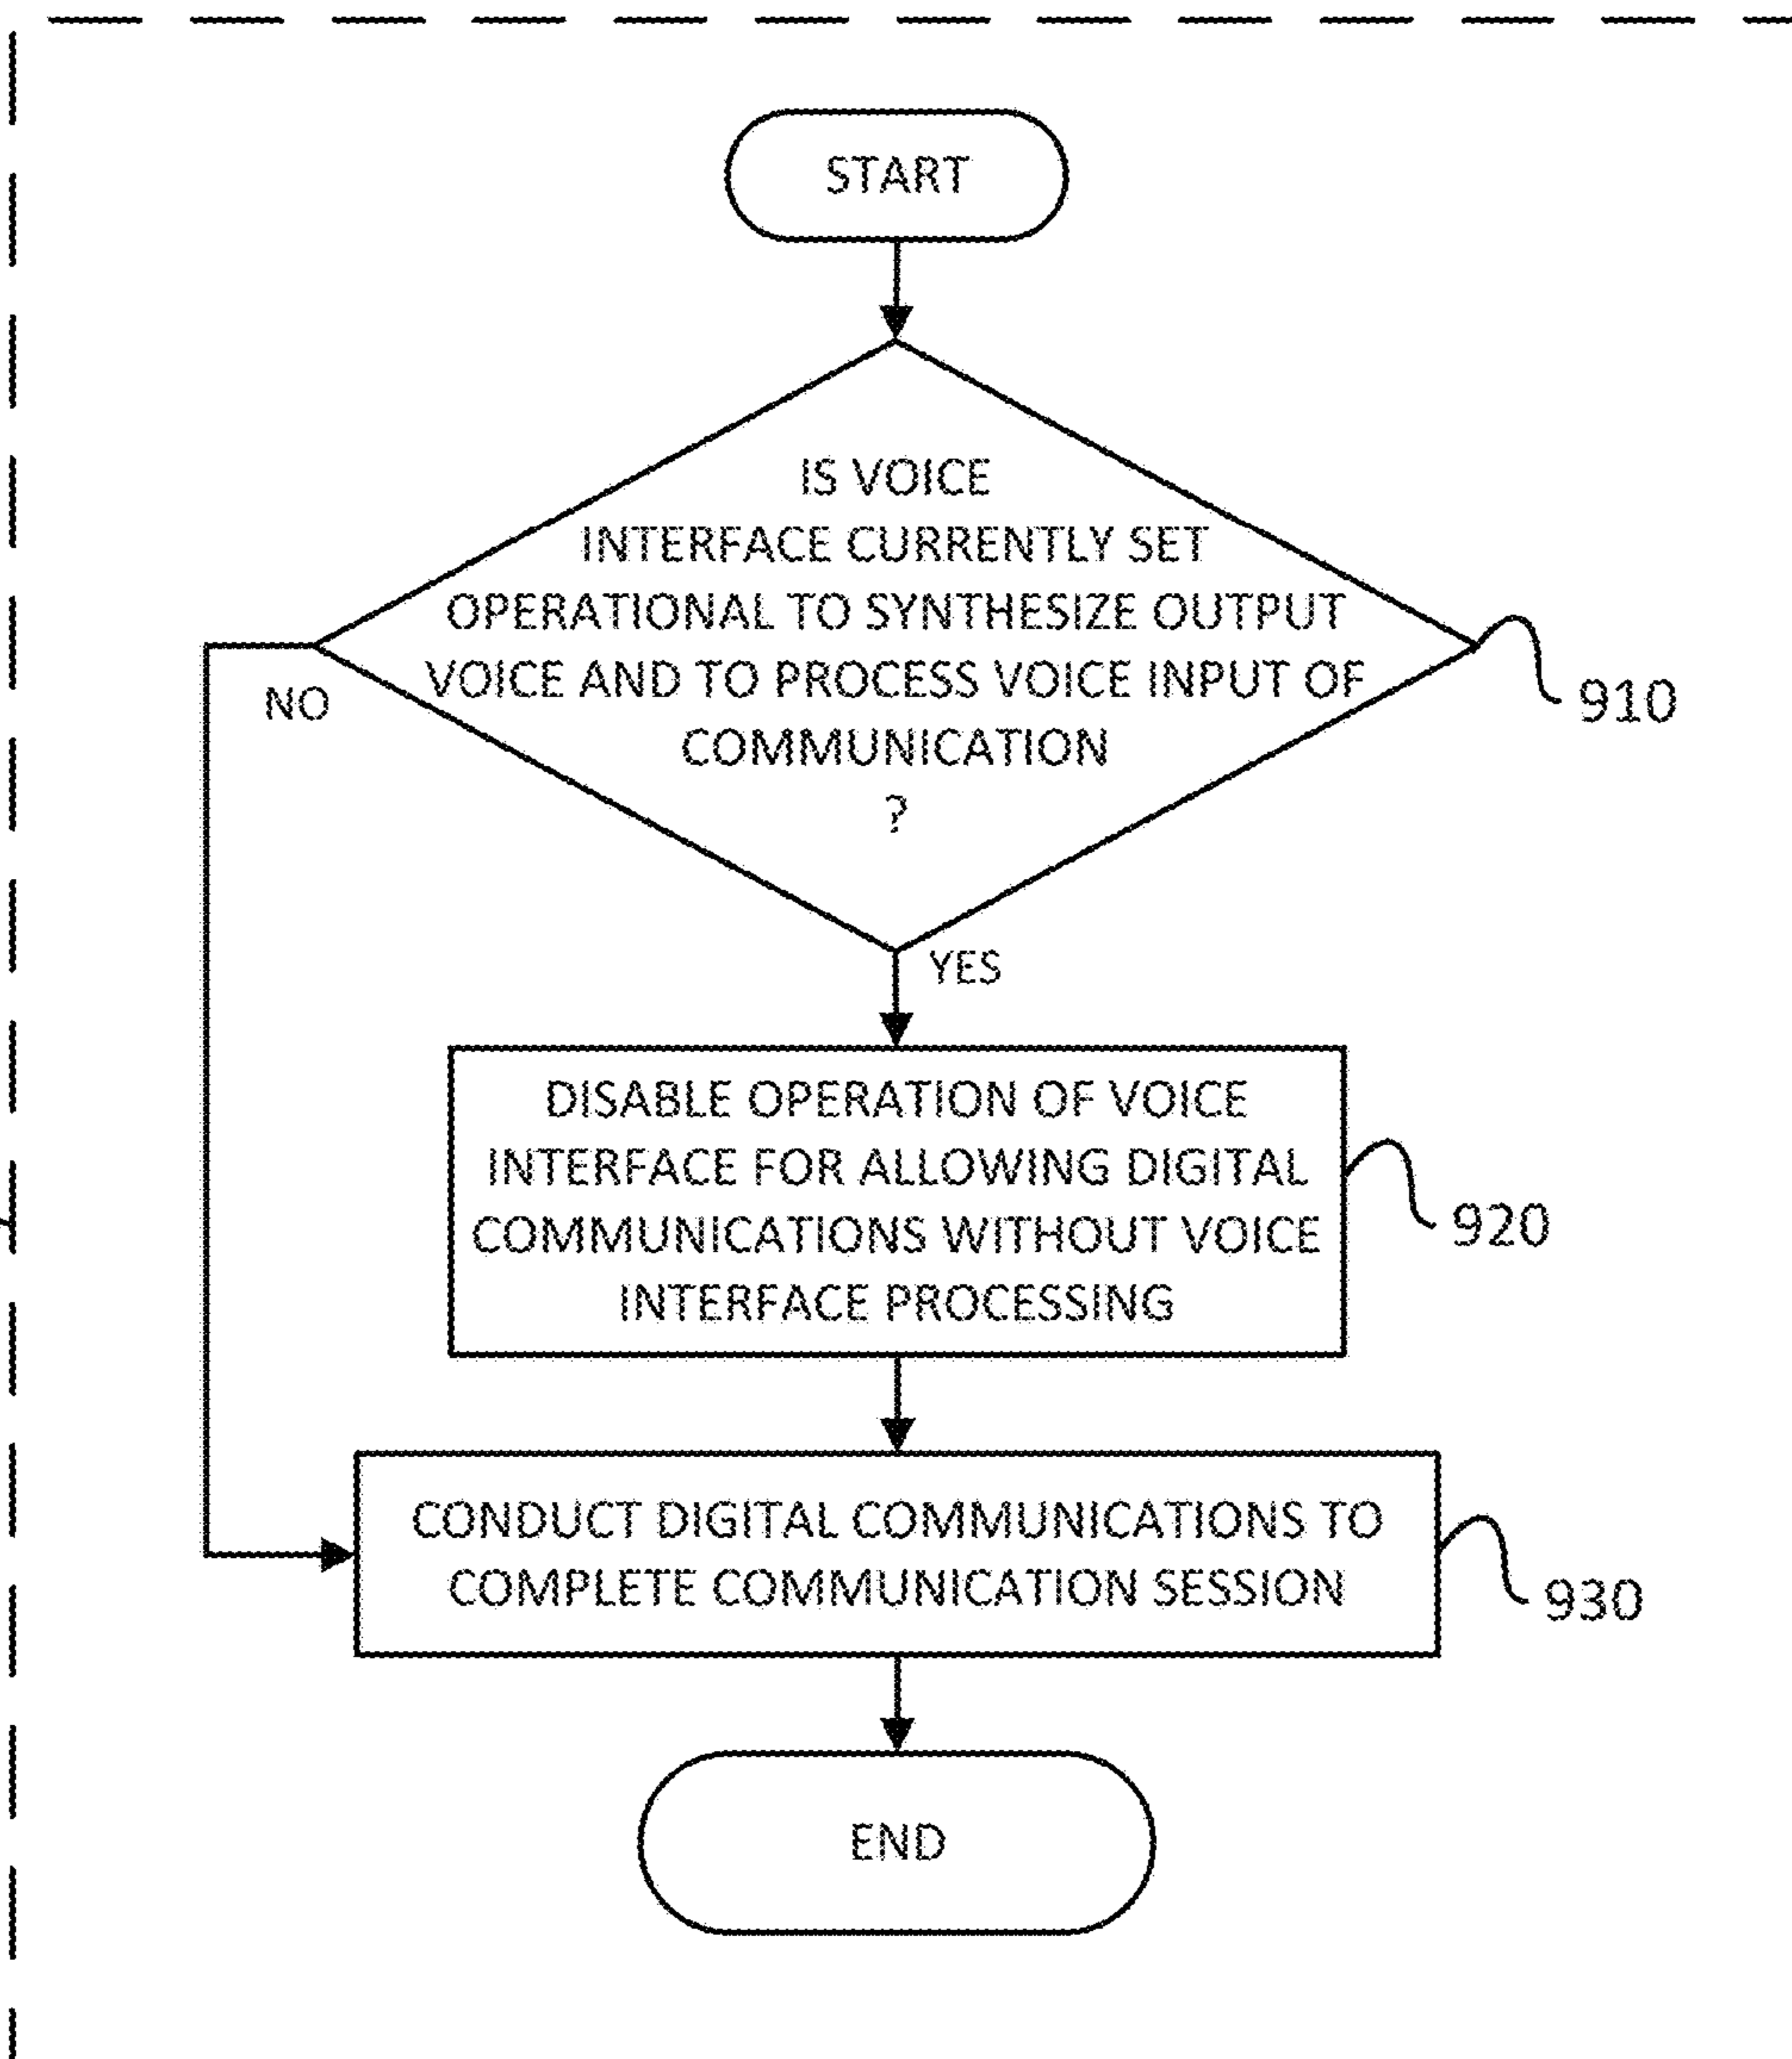 START
IS VOICE
INTERFACE CURRENTLY SET
OPERATIONAL TO SYNTHESIZE OUTPUT
VOICE AND TO PROCESS VOICE INPUT OF
COMMUNICATION
?
NO
910
YES
DISABLE OPERATION OF VOICE
INTERFACE FOR ALLOWING DIGITAL
COMMUNICATIONS WITHOUT VOICE
INTERFACE PROCESSING
920
CONDUCT DIGITAL COMMUNICATIONS TO
COMPLETE COMMUNICATION SESSION
930
END